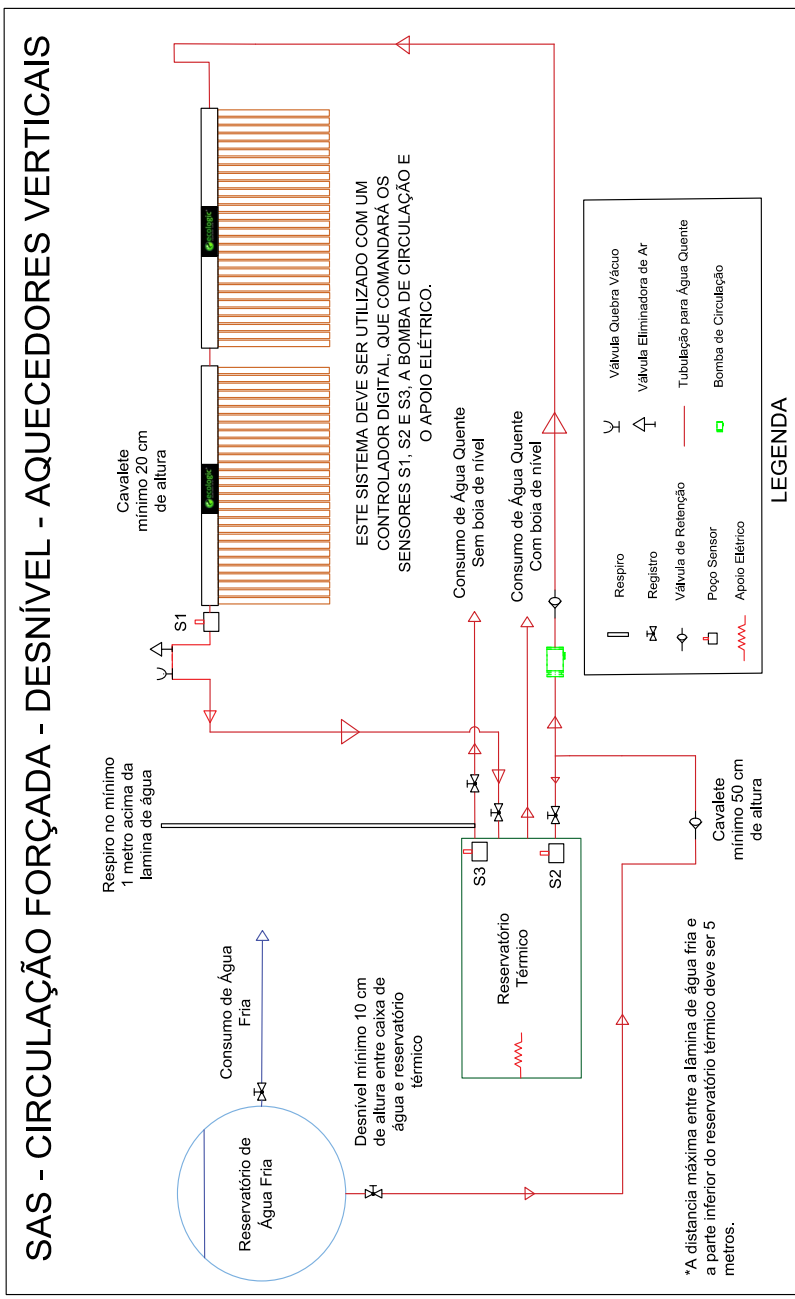 SAS - CIRCULAÇÃO FORÇADA - DESNÍVEL - AQUECEDORES VERTICAIS
Reservatório de
Água Fria
Consumo de Água
Fria
Desnível mínimo 10 cm
de altura entre caixa de
água e reservatório
térmico
Respiro no mínimo
1 metro acima da
lamina de água
S1
Cavalete
mínimo 20 cm
de altura
ecologic
ecologic
ESTE SISTEMA DEVE SER UTILIZADO COM UM
CONTROLADOR DIGITAL, QUE COMANDARÁ OS
SENSORES S1, S2 E S3, A BOMBA DE CIRCULAÇÃO E
O APOIO ELÉTRICO.
Consumo de Água Quente
Sem boia de nível
Consumo de Água Quente
Com boia de nível
Reservatório
Térmico
S3
S2
Cavalete
mínimo 50 cm
de altura
*A distancia máxima entre a lâmina de água fria e
a parte inferior do reservatório térmico deve ser 5
metros.
Respiro
Registro
Válvula de Retenção
Poço Sensor
Apoio Elétrico
Válvula Quebra Vácuo
Válvula Eliminadora de Ar
Tubulação para Água Quente
Bomba de Circulação
LEGENDA